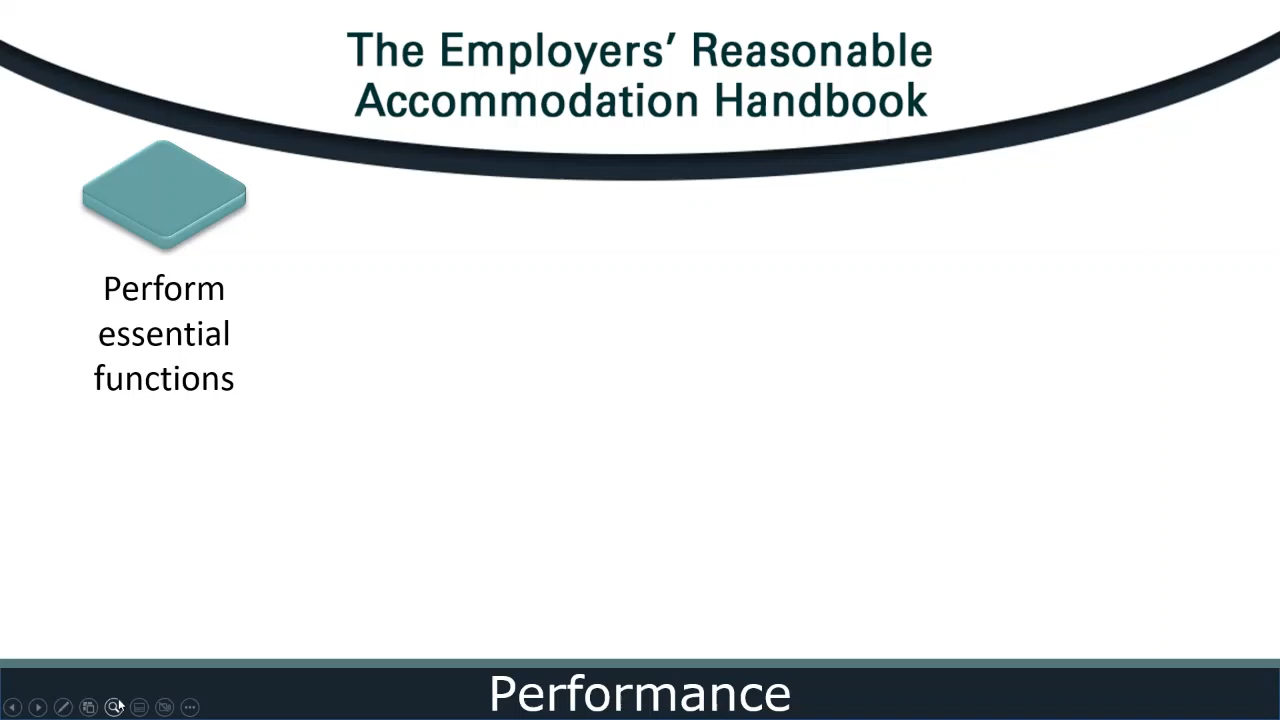 The Employers’ Reasonable
Accommodation Handbook
Perform
essential
functions
Performance